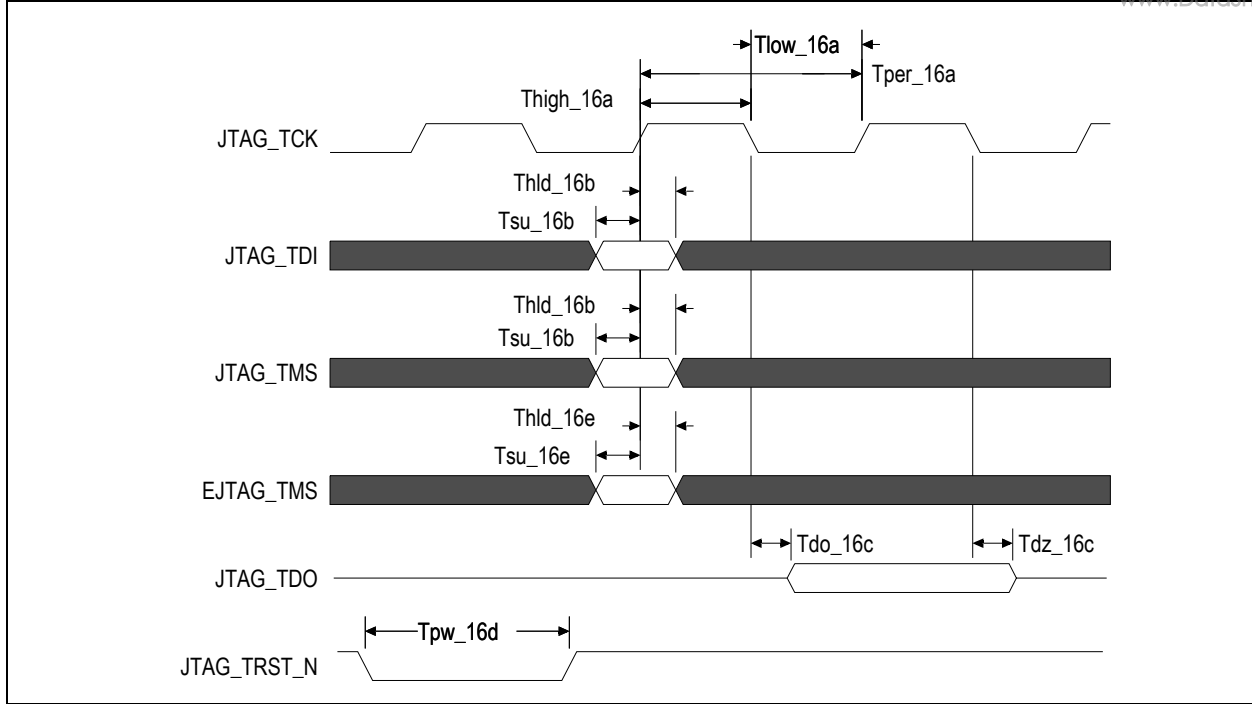 Tlow_16a
Tper_16a
Thigh_16a
JTAG_TCK
Thld_16b
Tsu_16b
JTAG_TDI
Thld_16b
Tsu_16b
JTAG_TMS
Thld_16e
Tsu_16e
EJTAG_TMS
Tdo_16c
Tdz_16c
JTAG_TDO
Tpw_16d
JTAG_TRST_N